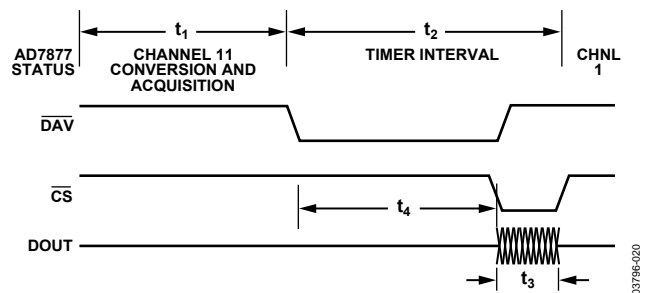 t1 t2
AD7877 STATUS
CHANNEL 11 CONVERSION AND ACQUISITION
TIMER INTERVAL
CHNL 1
DAV
CS
t4
DOUT
t3
03796-020